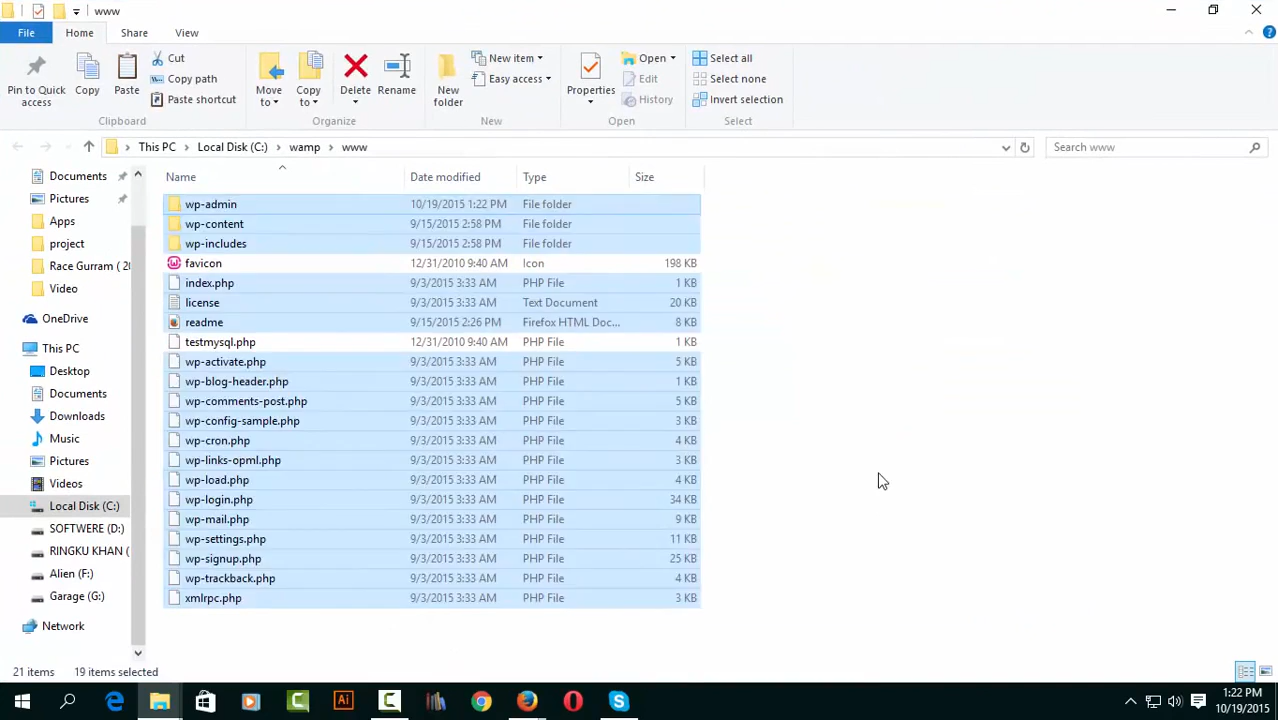 www
File Home Share View
Pin to Quick access
Copy
Paste
Cut
Copy path
Paste shortcut
Move to
Copy to
Delete
Rename
New folder
New item
Easy access
Properties
Open
Edit
History
Select all
Select none
Invert selection
Clipboard Organize New Open Select
This PC Local Disk (C:) wamp www
Search www
Documents
Pictures
Apps
project
Race Gurram ( 20
Video
OneDrive
This PC
Desktop
Documents
Downloads
Music
Pictures
Videos
Local Disk (C:)
SOFTWERE (D:)
RINGKU KHAN (
Alien (F:)
Garage (G:)
Network
Name Date modified Type Size
wp-admin 10/19/2015 1:22 PM File folder
wp-content 9/15/2015 2:58 PM File folder
wp-includes 9/15/2015 2:58 PM File folder
favicon 12/31/2010 9:40 AM Icon 198 KB
index.php 9/3/2015 3:33 AM PHP File 1 KB
license 9/3/2015 3:33 AM Text Document 20 KB
readme 9/15/2015 2:26 PM Firefox HTML Doc... 8 KB
testmysql.php 12/31/2010 9:40 AM PHP File 1 KB
wp-activate.php 9/3/2015 3:33 AM PHP File 5 KB
wp-blog-header.php 9/3/2015 3:33 AM PHP File 1 KB
wp-comments-post.php 9/3/2015 3:33 AM PHP File 5 KB
wp-config-sample.php 9/3/2015 3:33 AM PHP File 3 KB
wp-cron.php 9/3/2015 3:33 AM PHP File 4 KB
wp-links-opml.php 9/3/2015 3:33 AM PHP File 3 KB
wp-load.php 9/3/2015 3:33 AM PHP File 4 KB
wp-login.php 9/3/2015 3:33 AM PHP File 34 KB
wp-mail.php 9/3/2015 3:33 AM PHP File 9 KB
wp-settings.php 9/3/2015 3:33 AM PHP File 11 KB
wp-signup.php 9/3/2015 3:33 AM PHP File 25 KB
wp-trackback.php 9/3/2015 3:33 AM PHP File 4 KB
xmlrpc.php 9/3/2015 3:33 AM PHP File 3 KB
21 items 19 items selected
Ai
1:22 PM
10/19/2015